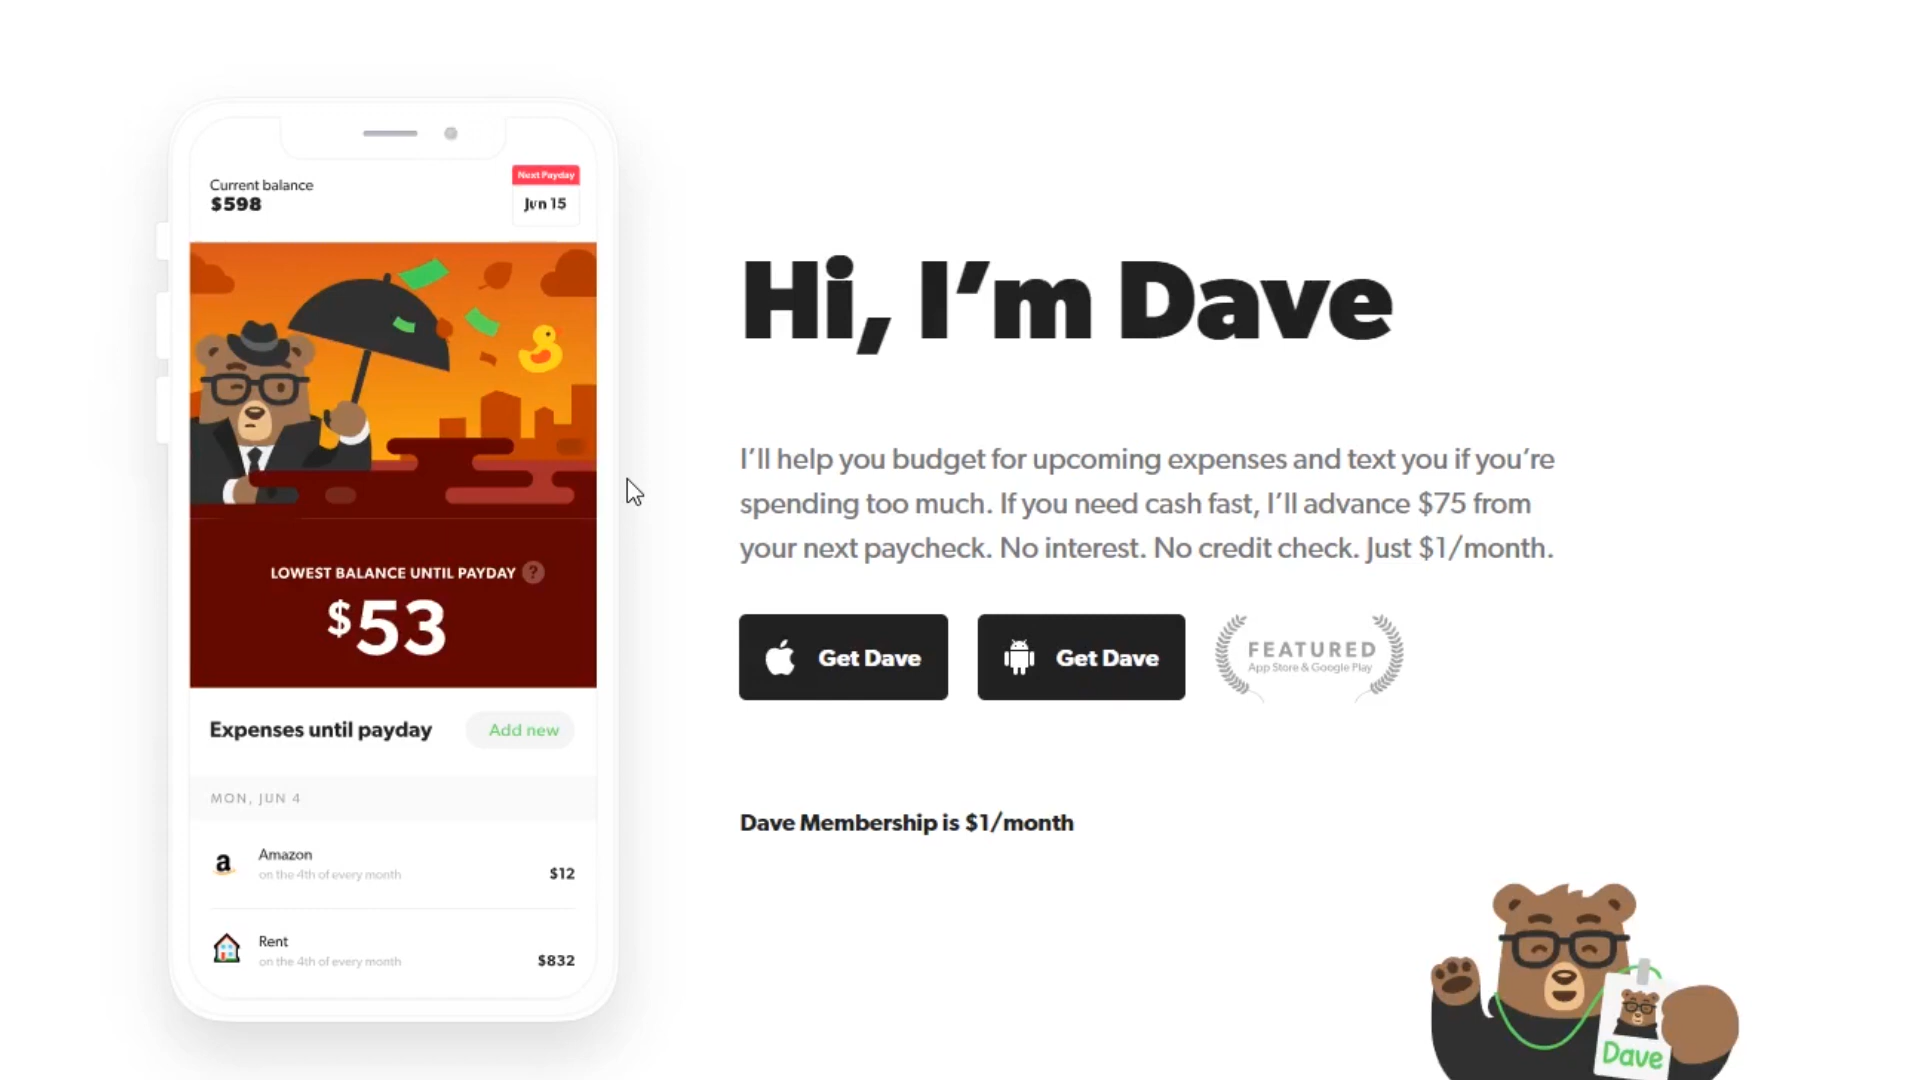 Current balance
$598
Next Payday
Jun 15
LOWEST BALANCE UNTIL PAYDAY ?
$53
Expenses until payday
Add new
MON, JUN 4
a
Amazon
on the 4th of every month
$12
Rent
on the 4th of every month
$832
Hi, I’m Dave
I’ll help you budget for upcoming expenses and text you if you’re
spending too much. If you need cash fast, I’ll advance $75 from
your next paycheck. No interest. No credit check. Just $1/month.
Get Dave
Get Dave
FEATURED
App Store & Google Play
Dave Membership is $1/month
Dave